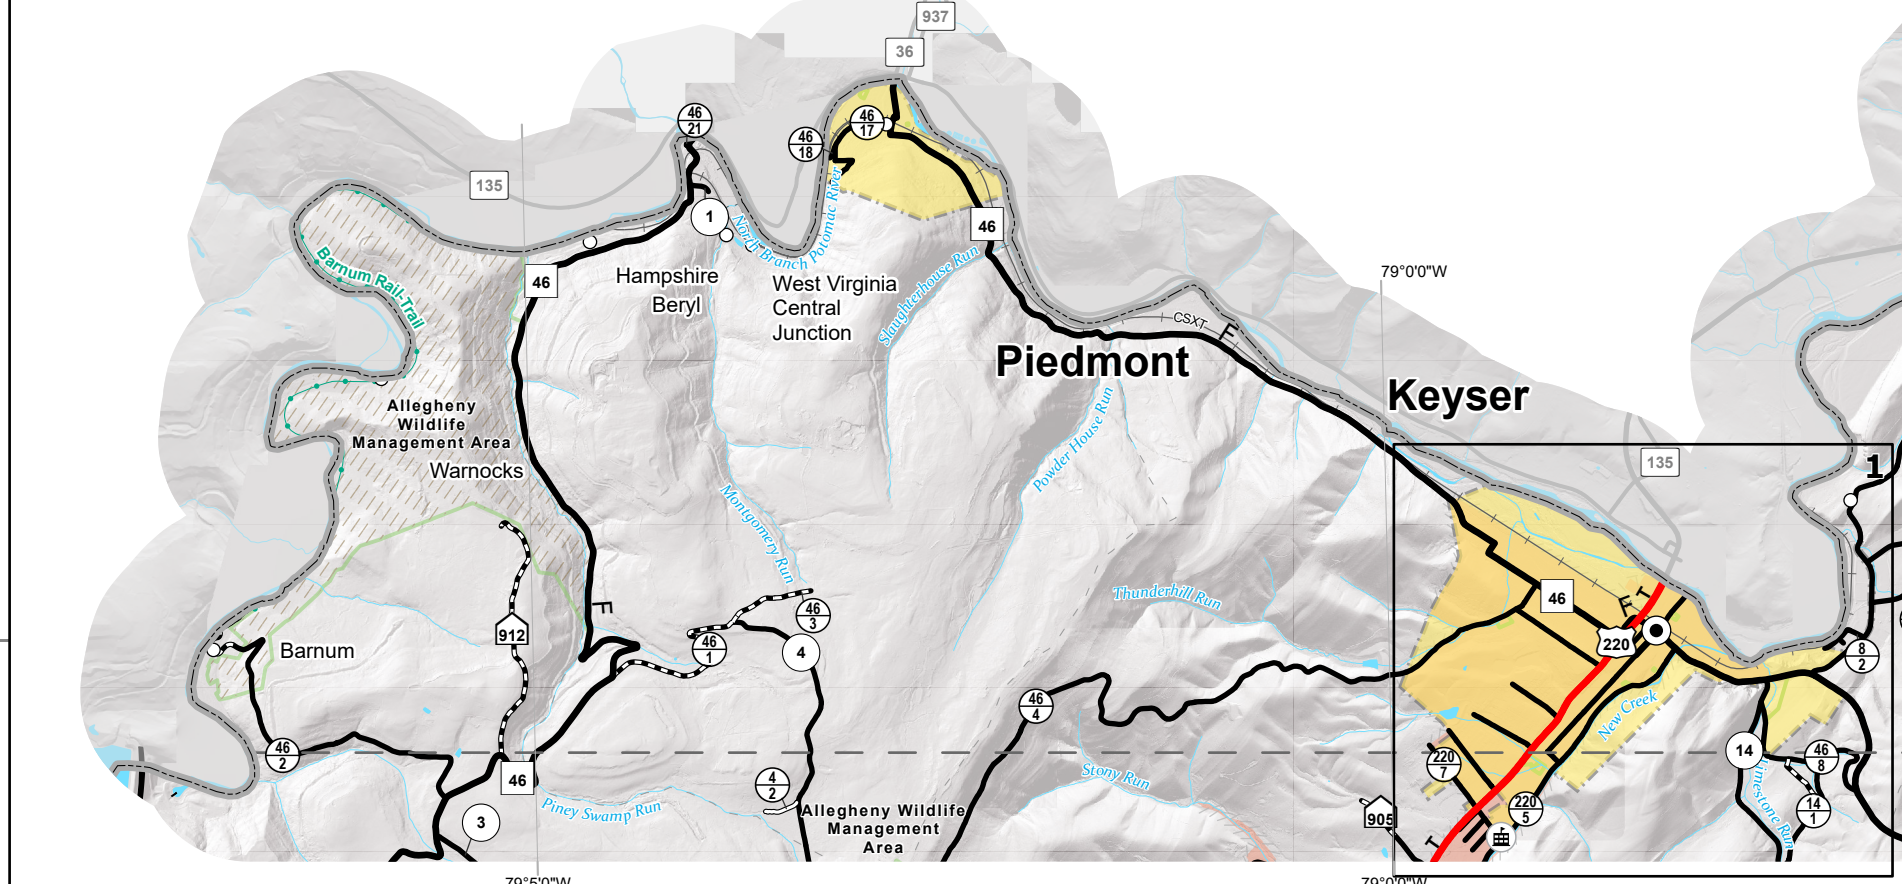 937
36
46
21
46
17
46
18
135
1
North Branch Potomac River
46
Barnum Rail-Trail
46
Hampshire
Beryl
West Virginia
Central
Junction
Slaughterhouse Run
79°0'0"W
CSXT
F
Piedmont
Keyser
Allegheny
Wildlife
Management Area
Warnocks
Powder House Run
135
1
Montgomery Run
Thunderhill Run
46
F
T
220
F
912
46
3
46
1
4
Barnum
8
2
46
4
New Creek
46
2
46
Stony Run
220
7
14
46
8
4
2
Piney Swamp Run
Allegheny Wildlife
Management
Area
3
905
220
5
14
1
Limestone Run
T
79°5'0"W
79°0'0"W